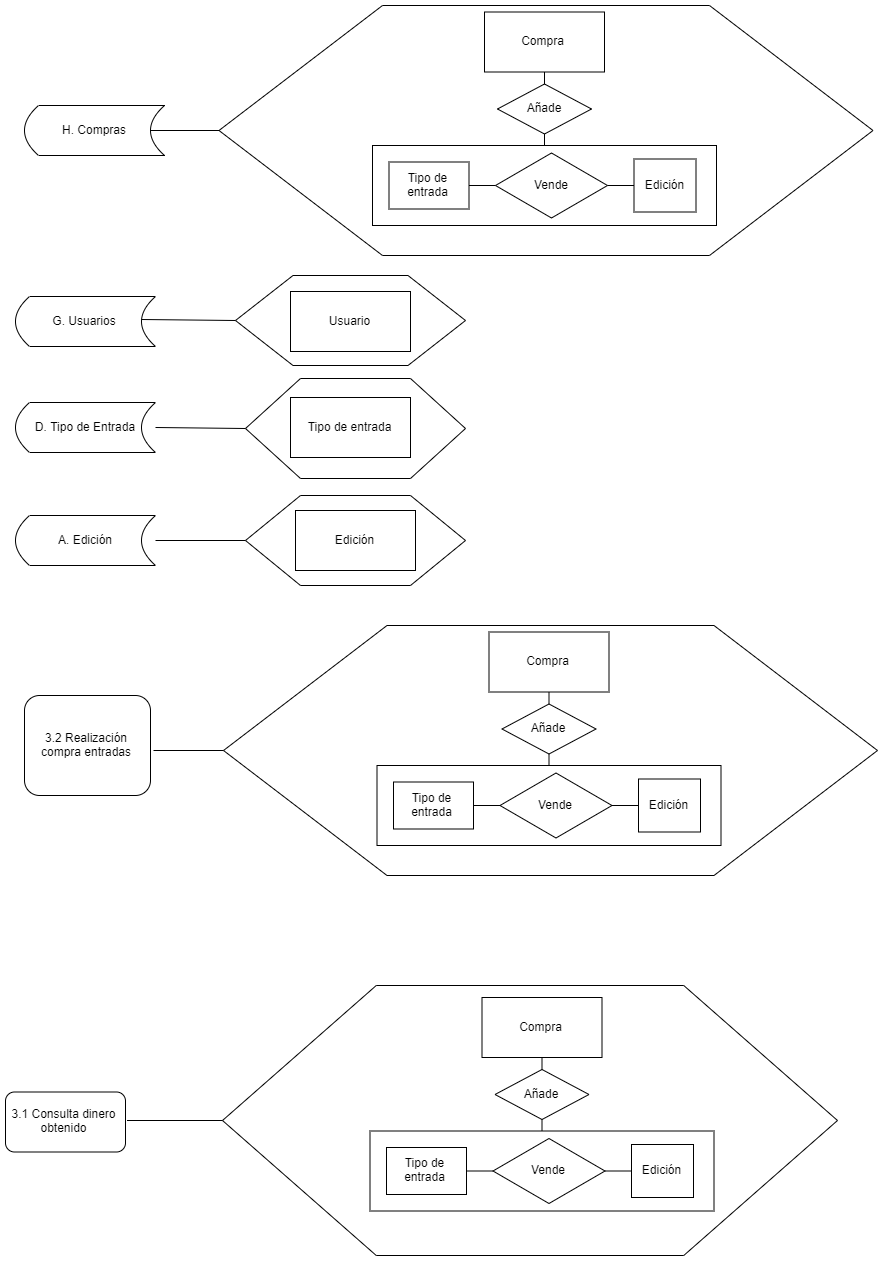 Compra
Añade
H. Compras
Tipo de
entrada
Vende
Edición
G. Usuarios
Usuario
D. Tipo de Entrada
Tipo de entrada
A. Edición
Edición
Compra
Añade
3.2 Realización
compra entradas
Tipo de
entrada
Vende
Edición
Compra
Añade
3.1 Consulta dinero
obtenido
Tipo de
entrada
Vende
Edición